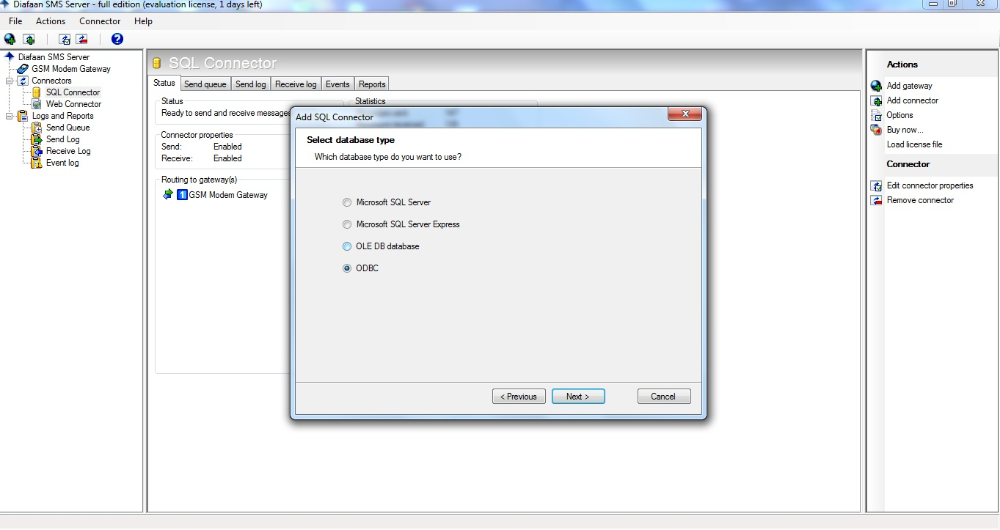 Diafaan SMS Server - full edition (evaluation license, 1 days left)
File Actions Connector Help
Diafaan SMS Server
GSM Modem Gateway
Connectors
SQL Connector
Web Connector
Logs and Reports
Send Queue
Send Log
Receive Log
Event log
SQL Connector
Status Send queue Send log Receive log Events Reports
Status
Ready to send and receive messages
Statistics
Connector properties
Send: Enabled
Receive: Enabled
Routing to gateway(s)
1 GSM Modem Gateway
Add SQL Connector
Select database type
Which database type do you want to use?
Microsoft SQL Server
Microsoft SQL Server Express
OLE DB database
ODBC
< Previous Next > Cancel
Actions
Add gateway
Add connector
Options
Buy now...
Load license file
Connector
Edit connector properties
Remove connector